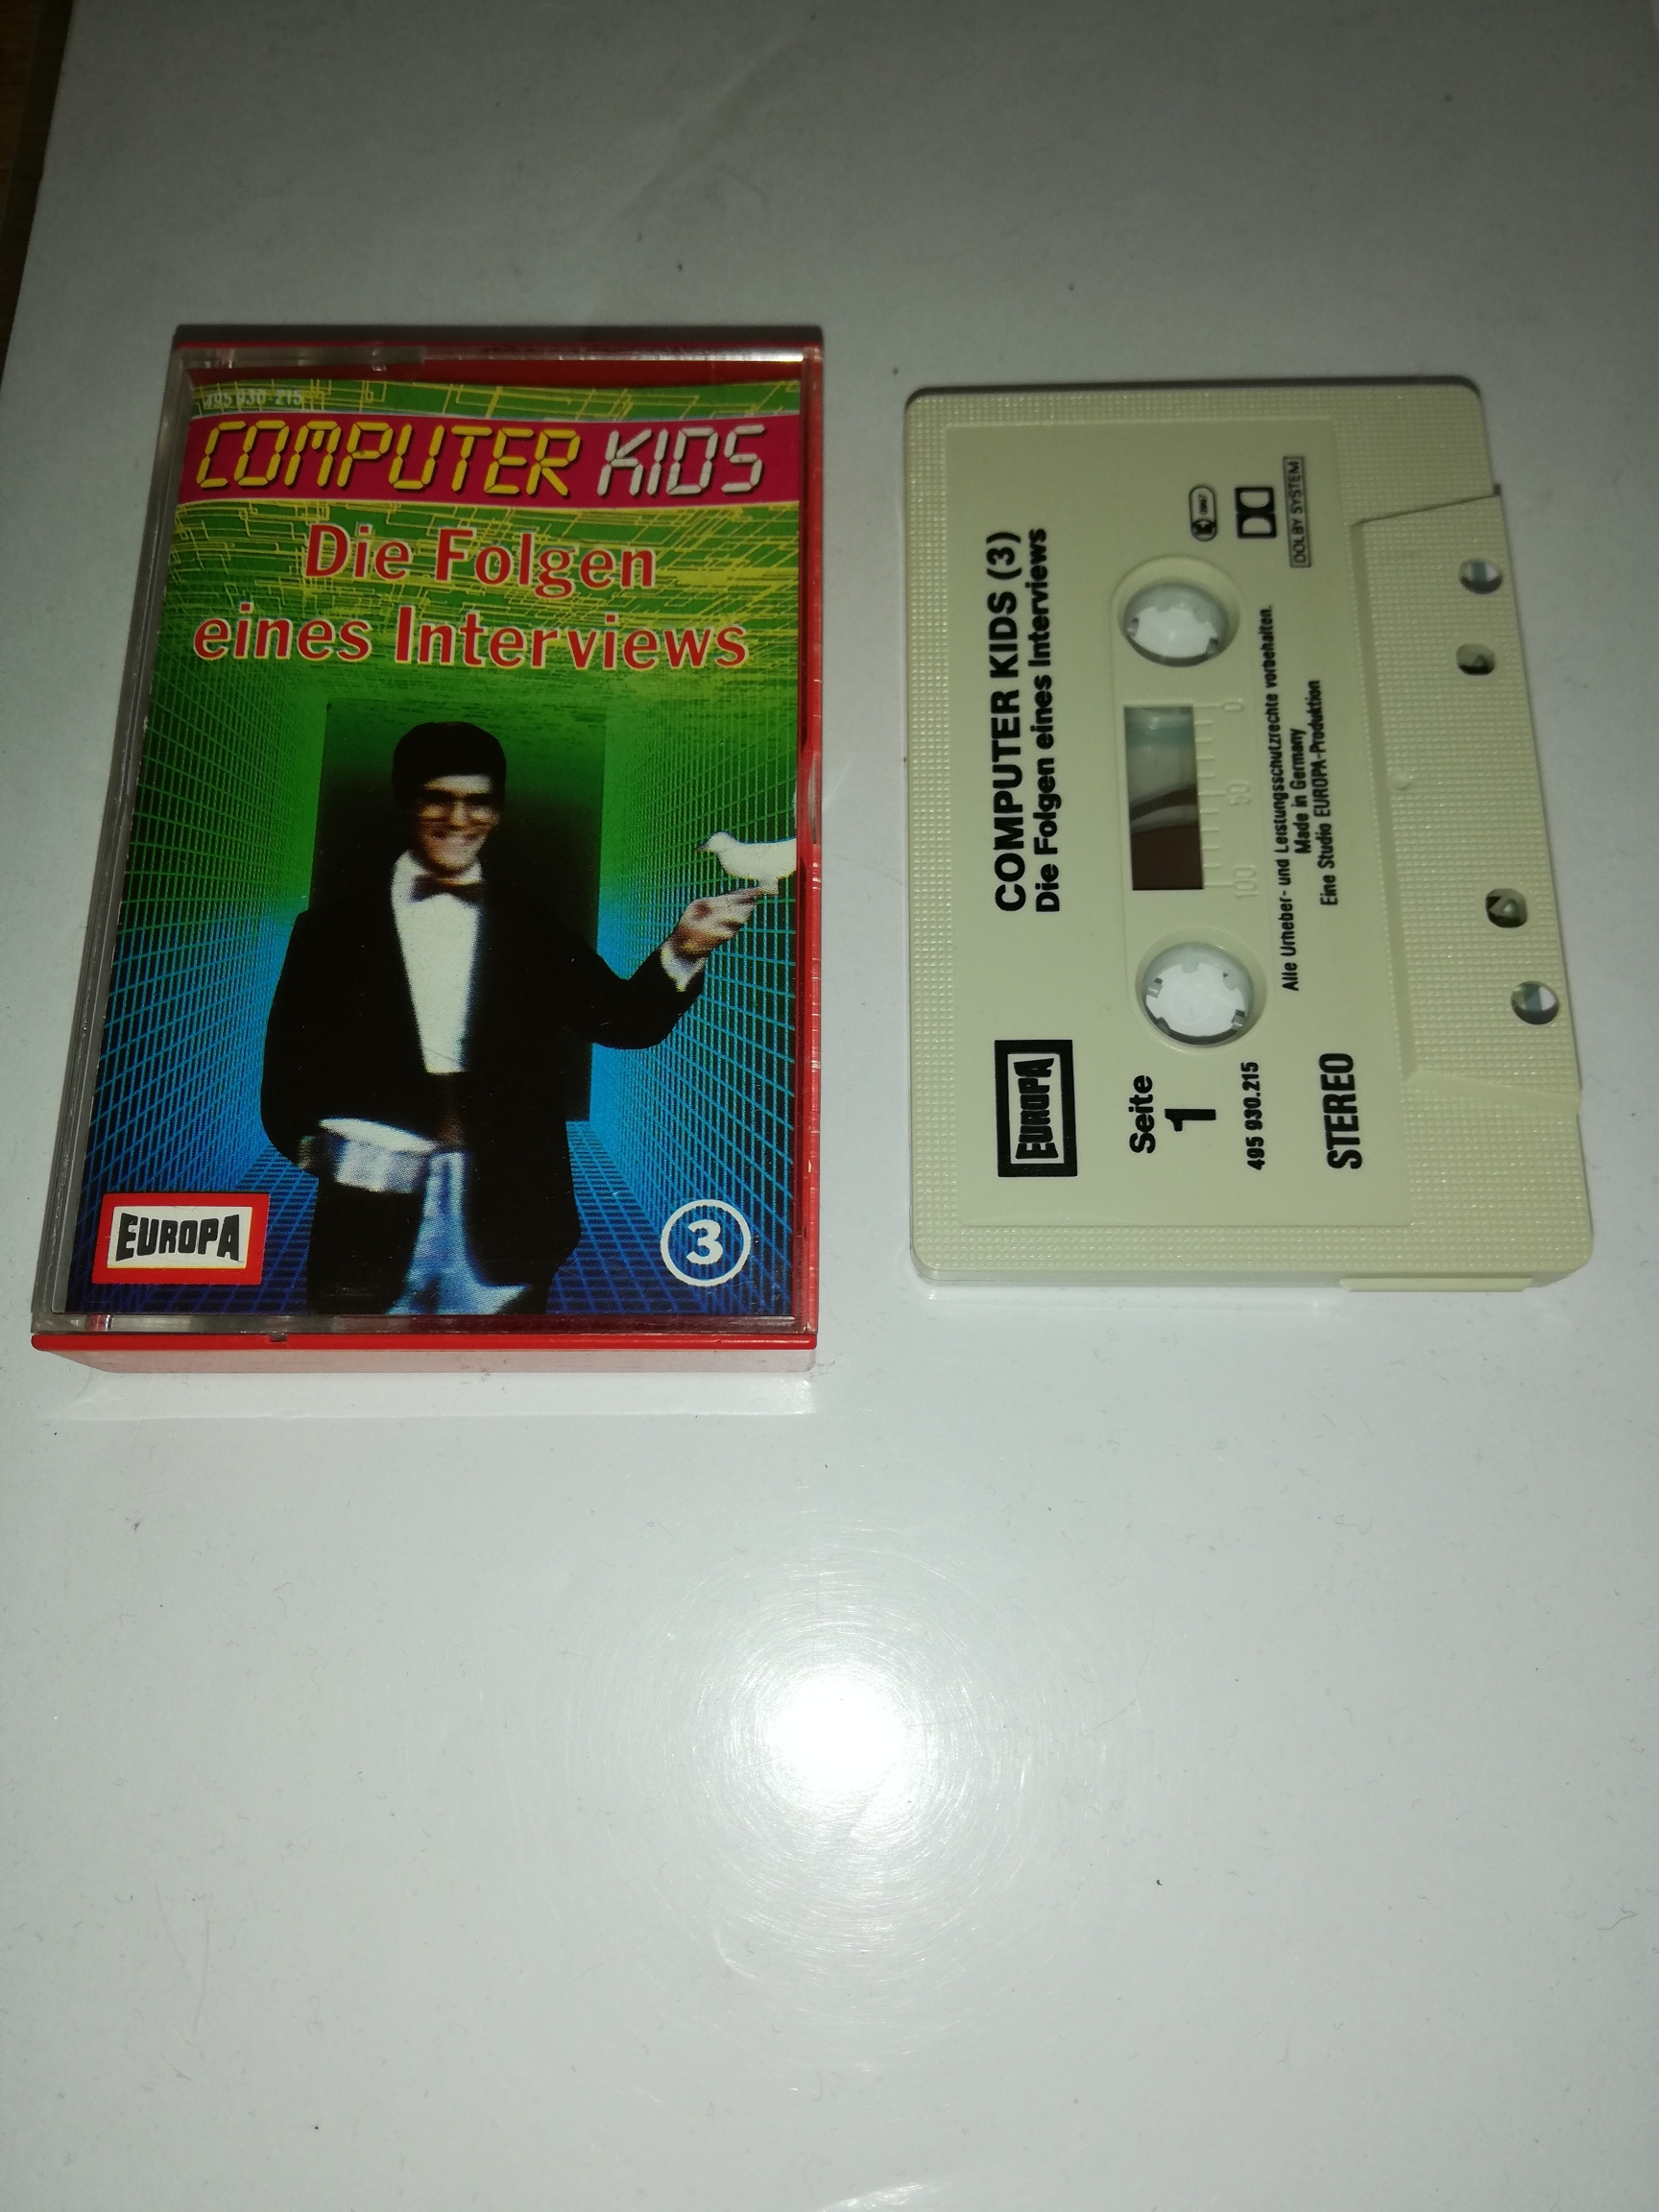 495 930-215
COMPUTER KIDS
Die Folgen
eines Interviews
EUROPA
3
COMPUTER KIDS (3)
Die Folgen eines Interviews
EUROPA
Seite
1
495 930.215
STEREO
100 50 0
Alle Urheber- und Leistungsschutzrechte vorbehalten.
Made in Germany
Eine Studio EUROPA-Produktion
DOLBY SYSTEM